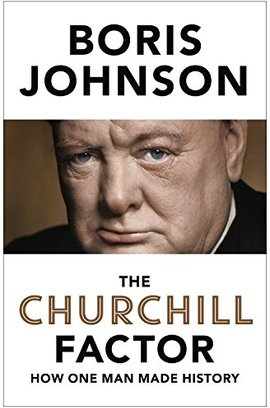 BORIS
JOHNSON
THE
CHURCHILL
FACTOR
HOW ONE MAN MADE HISTORY